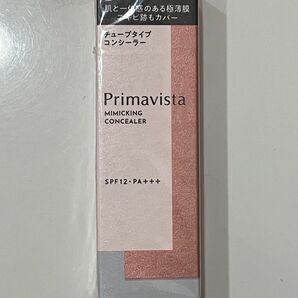 肌と一体感のある極薄膜
ニキビ跡もカバー
チューブタイプ
コンシーラー
Primavista
MIMICKING
CONCEALER
SPF12・PA+++